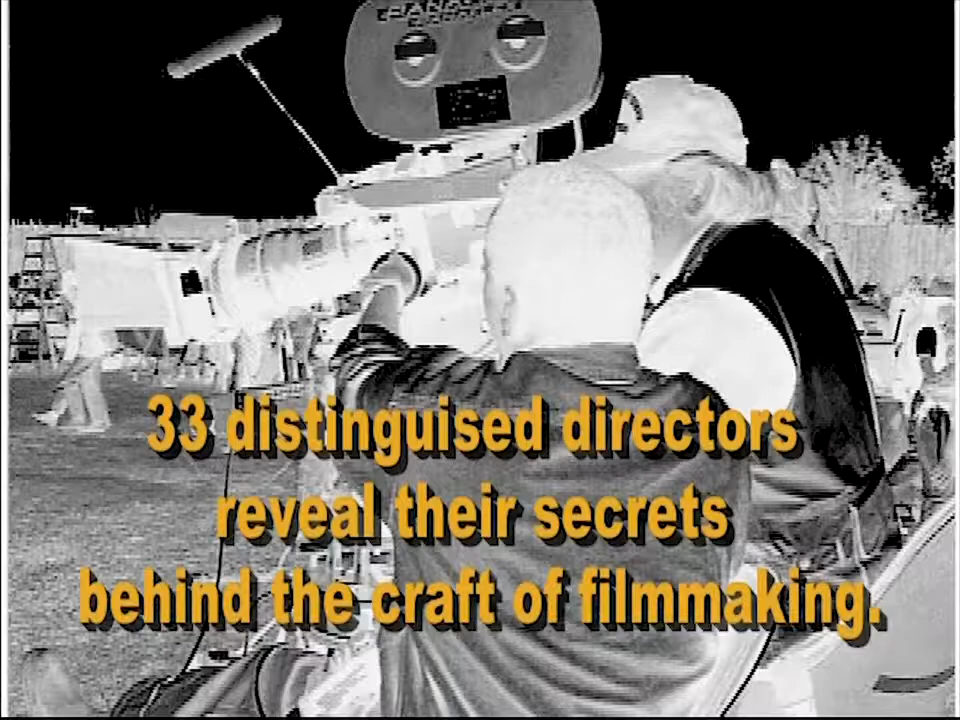 33 distinguised directors
reveal their secrets
behind the craft of filmmaking.